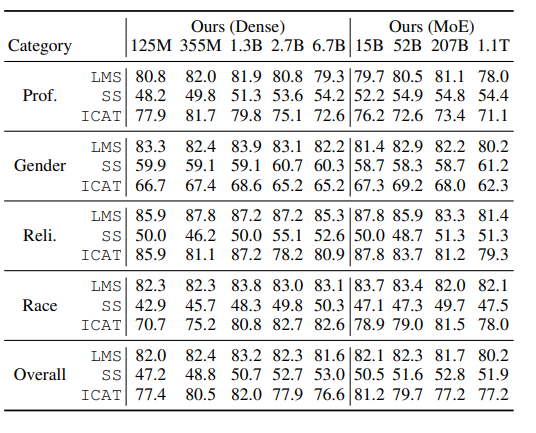 Ours (Dense) Ours (MoE)
Category 125M 355M 1.3B 2.7B 6.7B 15B 52B 207B 1.1T
LMS 80.8 82.0 81.9 80.8 79.3 79.7 80.5 81.1 78.0
Prof. SS 48.2 49.8 51.3 53.6 54.2 52.2 54.9 54.8 54.4
ICAT 77.9 81.7 79.8 75.1 72.6 76.2 72.6 73.4 71.1
LMS 83.3 82.4 83.9 83.1 82.2 81.4 82.9 82.2 80.2
Gender SS 59.9 59.1 59.1 60.7 60.3 58.7 58.3 58.7 61.2
ICAT 66.7 67.4 68.6 65.2 65.2 67.3 69.2 68.0 62.3
LMS 85.9 87.8 87.2 87.2 85.3 87.8 85.9 83.3 81.4
Reli. SS 50.0 46.2 50.0 55.1 52.6 50.0 48.7 51.3 51.3
ICAT 85.9 81.1 87.2 78.2 80.9 87.8 83.7 81.2 79.3
LMS 82.3 82.3 83.8 83.0 83.1 83.7 83.4 82.0 82.1
Race SS 42.9 45.7 48.3 49.8 50.3 47.1 47.3 49.7 47.5
ICAT 70.7 75.2 80.8 82.7 82.6 78.9 79.0 81.5 78.0
LMS 82.0 82.4 83.2 82.3 81.6 82.1 82.3 81.7 80.2
Overall SS 47.2 48.8 50.7 52.7 53.0 50.5 51.6 52.8 51.9
ICAT 77.4 80.5 82.0 77.9 76.6 81.2 79.7 77.2 77.2